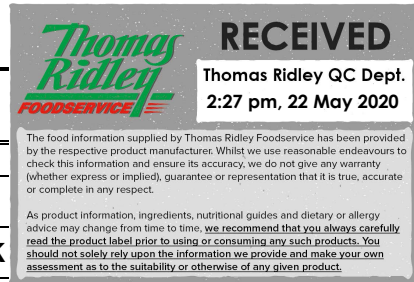 Thomas
Ridley
FOODSERVICE
RECEIVED
Thomas Ridley QC Dept.
2:27 pm, 22 May 2020
The food information supplied by Thomas Ridley Foodservice has been provided
by the respective product manufacturer. Whilst we use reasonable endeavours to
check this information and ensure its accuracy, we do not give any warranty
(whether express or implied), guarantee or representation that it is true, accurate
or complete in any respect.
As product information, ingredients, nutritional guides and dietary or allergy
advice may change from time to time, we recommend that you always carefully
read the product label prior to using or consuming any such products. You
should not solely rely upon the information we provide and make your own
assessment as to the suitability or otherwise of any given product.